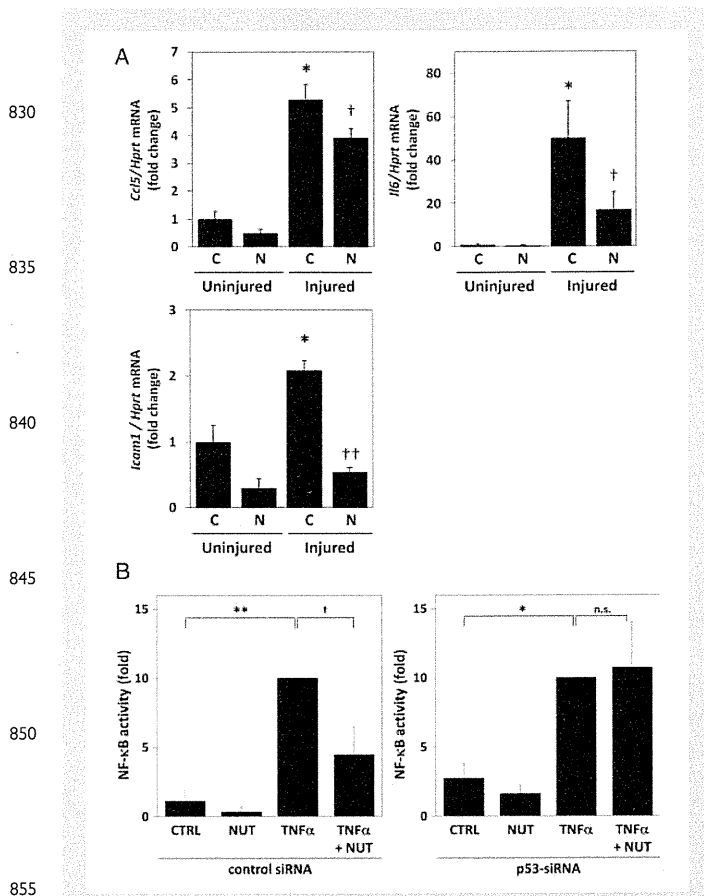 A
Ccl5/Hprt mRNA
(fold change)
7
6
5
4
3
2
1
0
*
†
C N C N
Uninjured Injured
Il6/Hprt mRNA
(fold change)
80
60
40
20
0
*
†
C N C N
Uninjured Injured
Icam1 / Hprt mRNA
(fold change)
3
2
1
0
*
††
C N C N
Uninjured Injured
B
NF-κB activity (fold)
15
10
5
0
**
†
CTRL NUT TNFα TNFα
+ NUT
control siRNA
NF-κB activity (fold)
15
10
5
0
*
n.s.
CTRL NUT TNFα TNFα
+ NUT
p53-siRNA
830
835
840
845
850
855